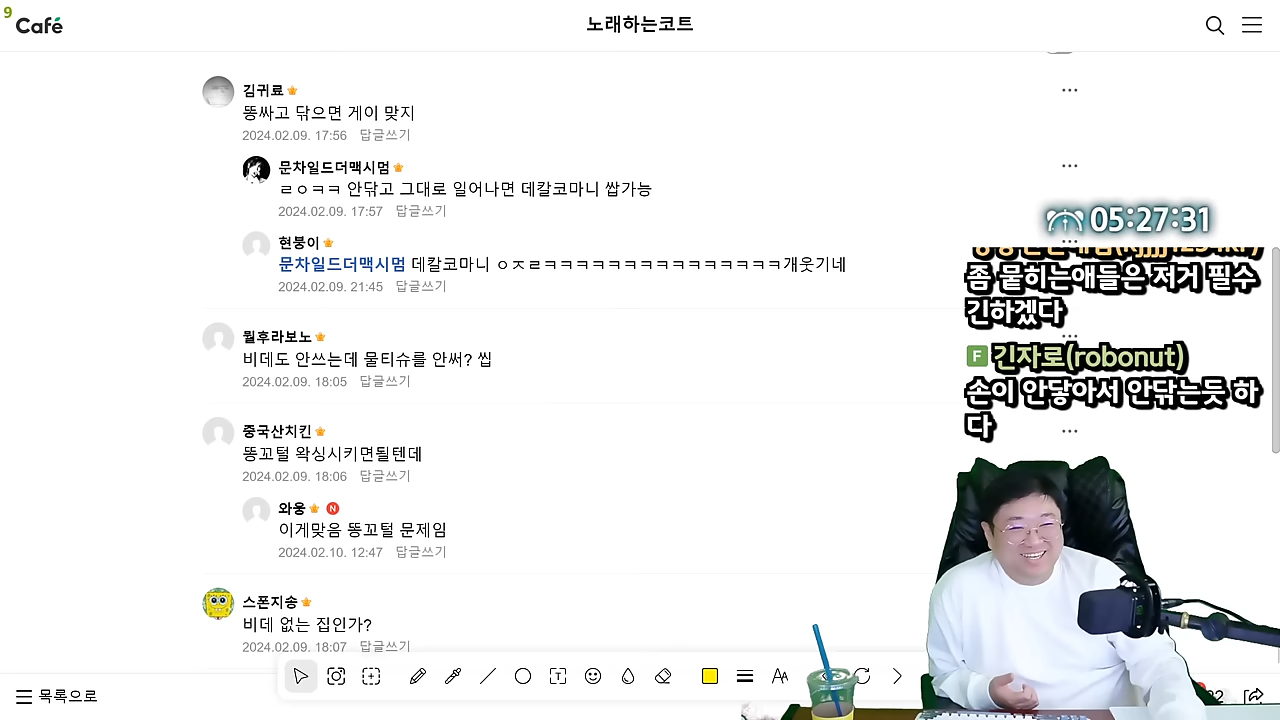 9
Café
노래하는코트
김귀료
똥싸고 닦으면 게이 맞지
2024.02.09. 17:56 답글쓰기
문차일드더맥시멈
ㄹㅇㅋㅋ 안닦고 그대로 일어나면 데칼코마니 쌉가능
2024.02.09. 17:57 답글쓰기
현붕이
문차일드더맥시멈 데칼코마니 ㅇㅈㄹㅋㅋㅋㅋㅋㅋㅋㅋㅋㅋㅋㅋㅋㅋㅋ개웃기네
2024.02.09. 21:45 답글쓰기
뭘후라보노
비데도 안쓰는데 물티슈를 안써? 씹
2024.02.09. 18:05 답글쓰기
중국산치킨
똥꼬털 왁싱시키면될텐데
2024.02.09. 18:06 답글쓰기
와웅 N
이게맞음 똥꼬털 문제임
2024.02.10. 12:47 답글쓰기
스폰지송
비데 없는 집인가?
2024.02.09. 18:07 답글쓰기
목록으로
05:27:31
좀 뭍히는애들은 저거 필수
긴하겠다
F 긴자로(robonut)
손이 안닿아서 안닦는듯 하
다